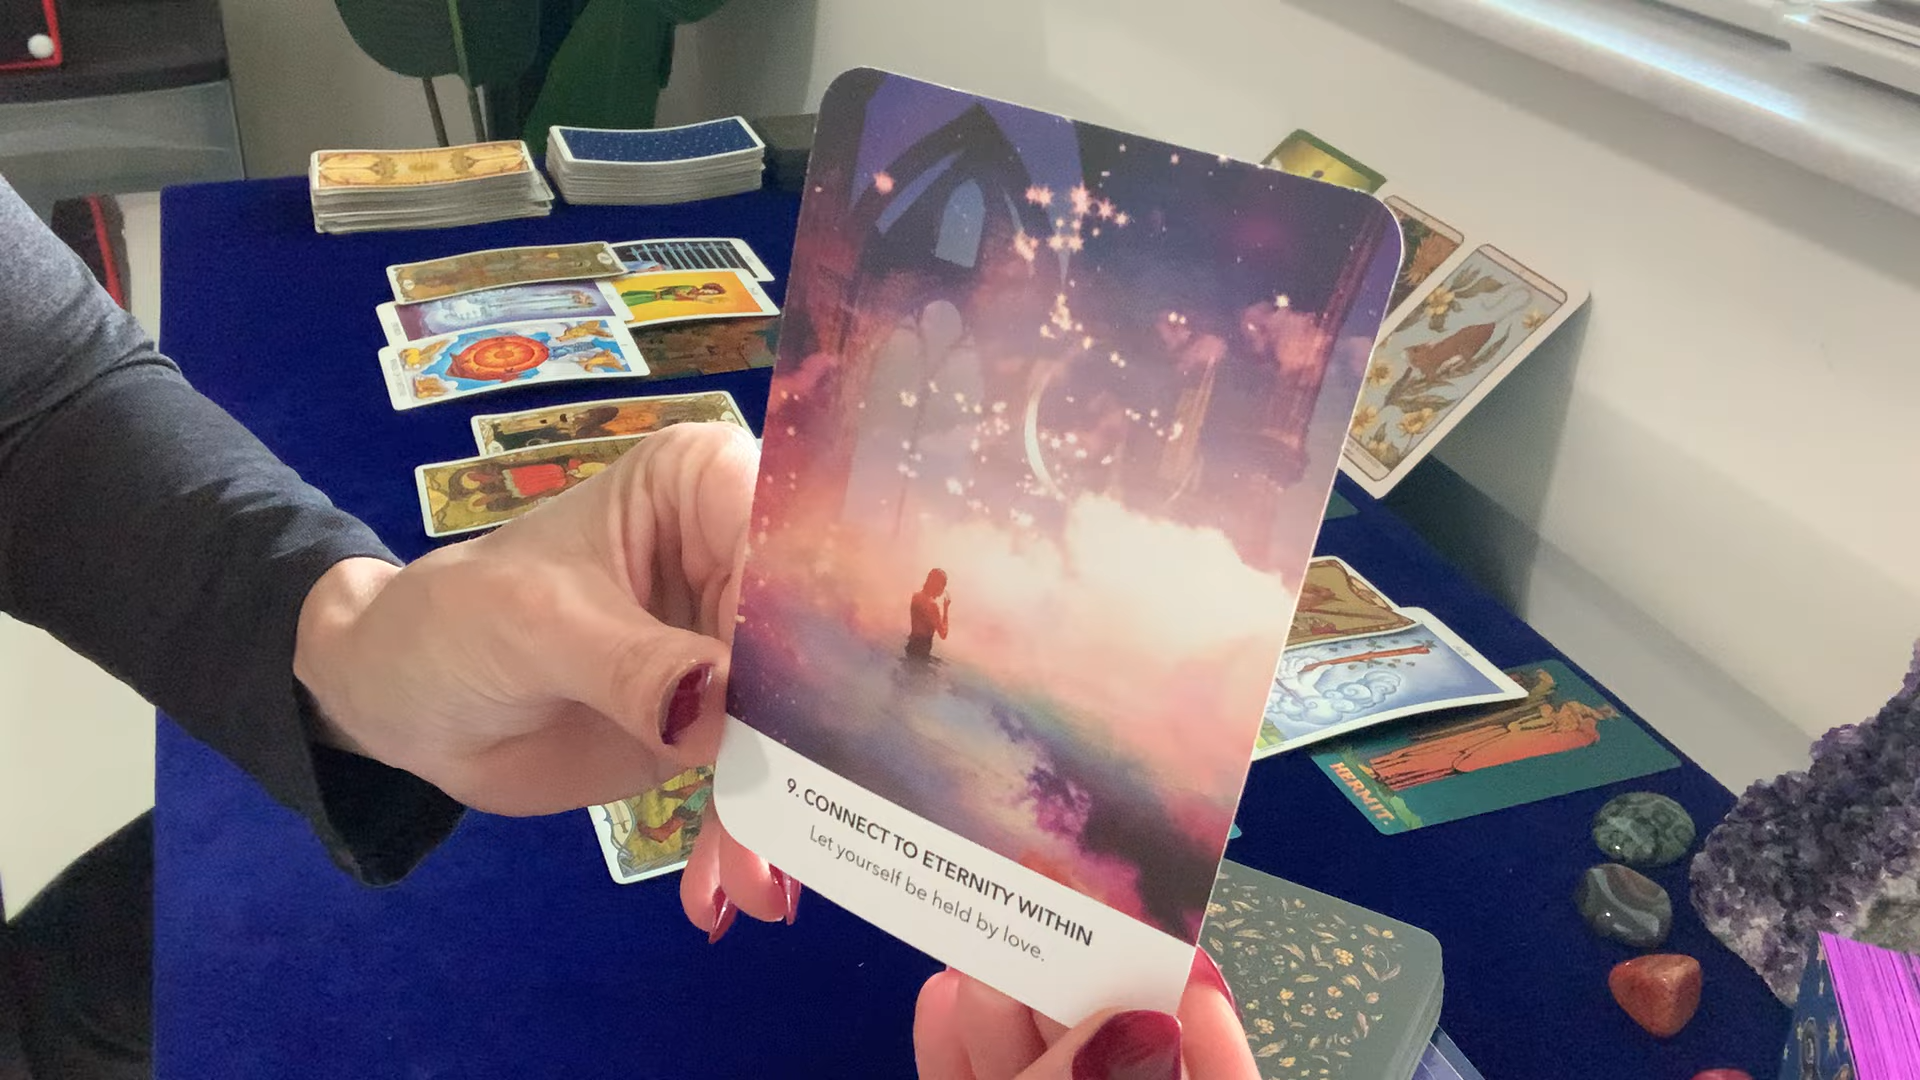 9. CONNECT TO ETERNITY WITHIN
Let yourself be held by love.
HERMIT.